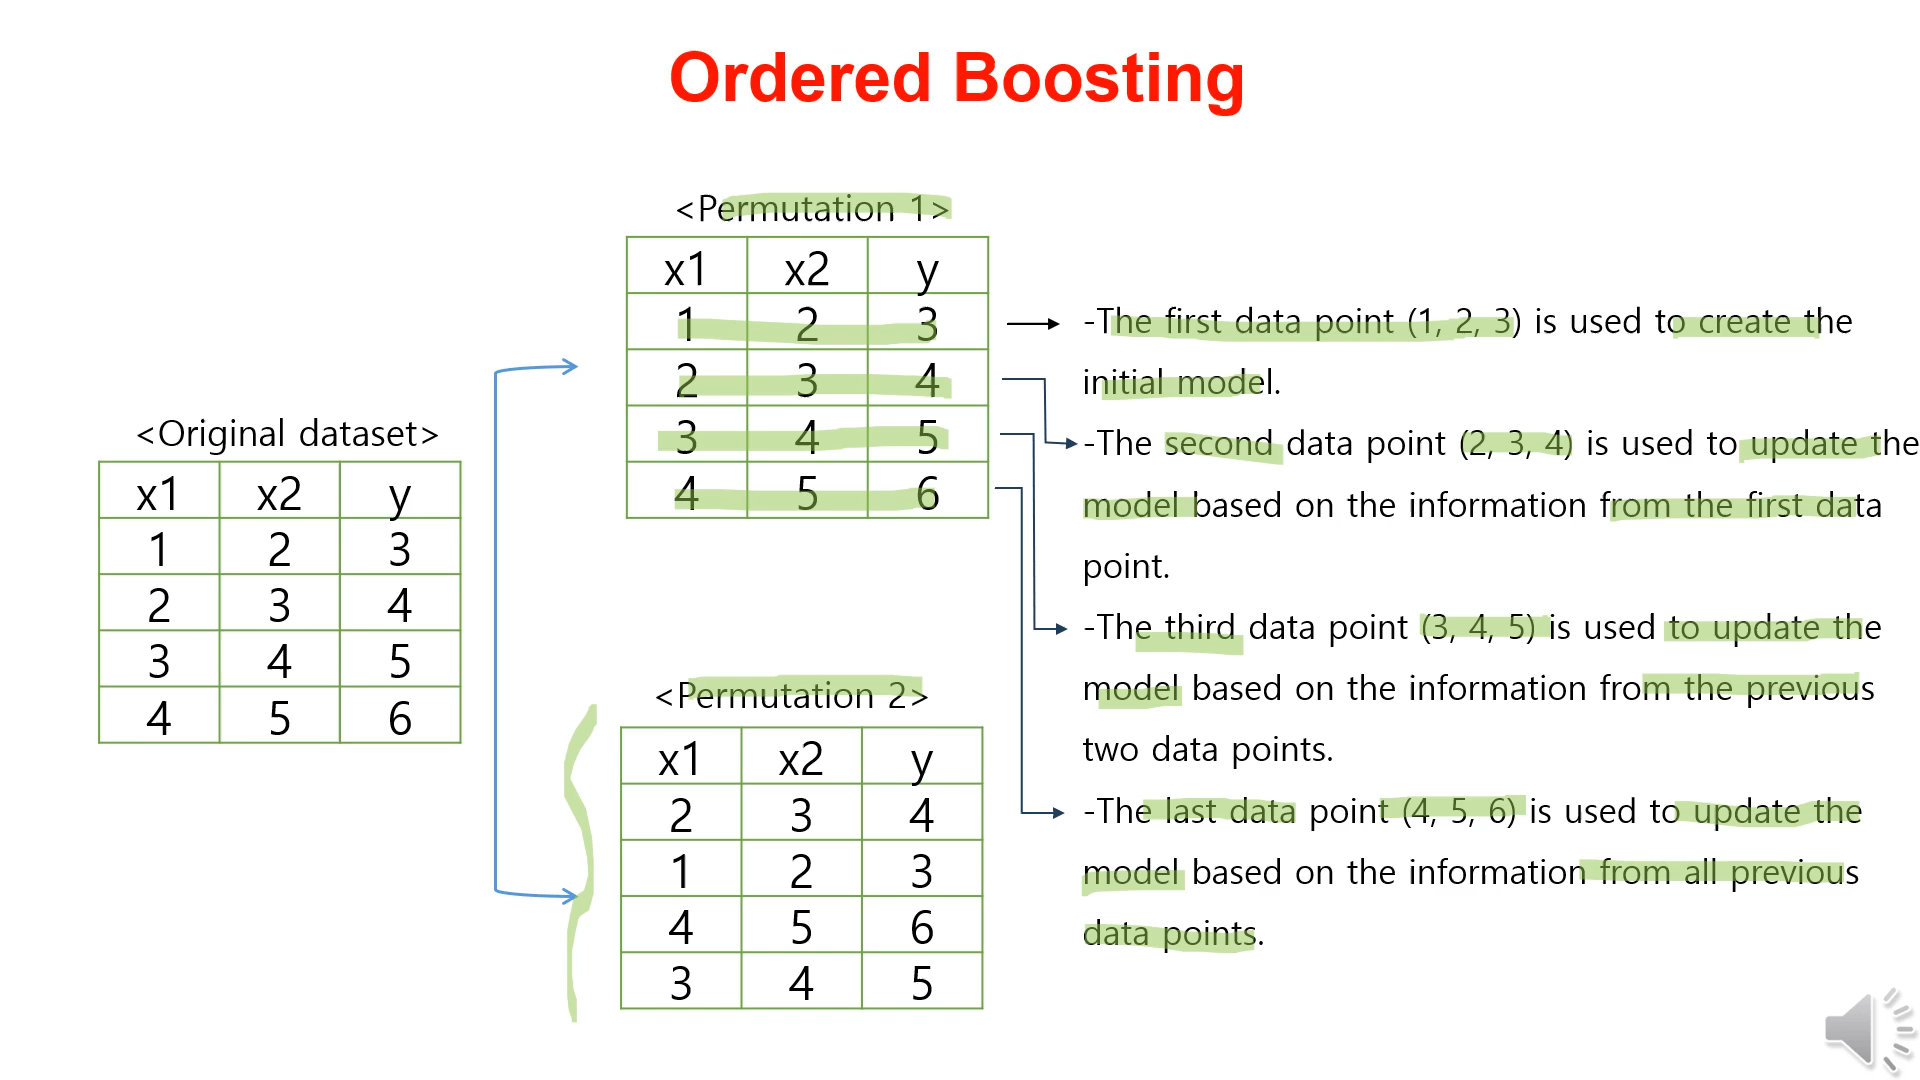 Ordered Boosting
<Original dataset>
x1 x2 y
1 2 3
2 3 4
3 4 5
4 5 6
<Permutation 1>
x1 x2 y
1 2 3
2 3 4
3 4 5
4 5 6
<Permutation 2>
x1 x2 y
2 3 4
1 2 3
4 5 6
3 4 5
-The first data point (1, 2, 3) is used to create the
initial model.
-The second data point (2, 3, 4) is used to update the
model based on the information from the first data
point.
-The third data point (3, 4, 5) is used to update the
model based on the information from the previous
two data points.
-The last data point (4, 5, 6) is used to update the
model based on the information from all previous
data points.